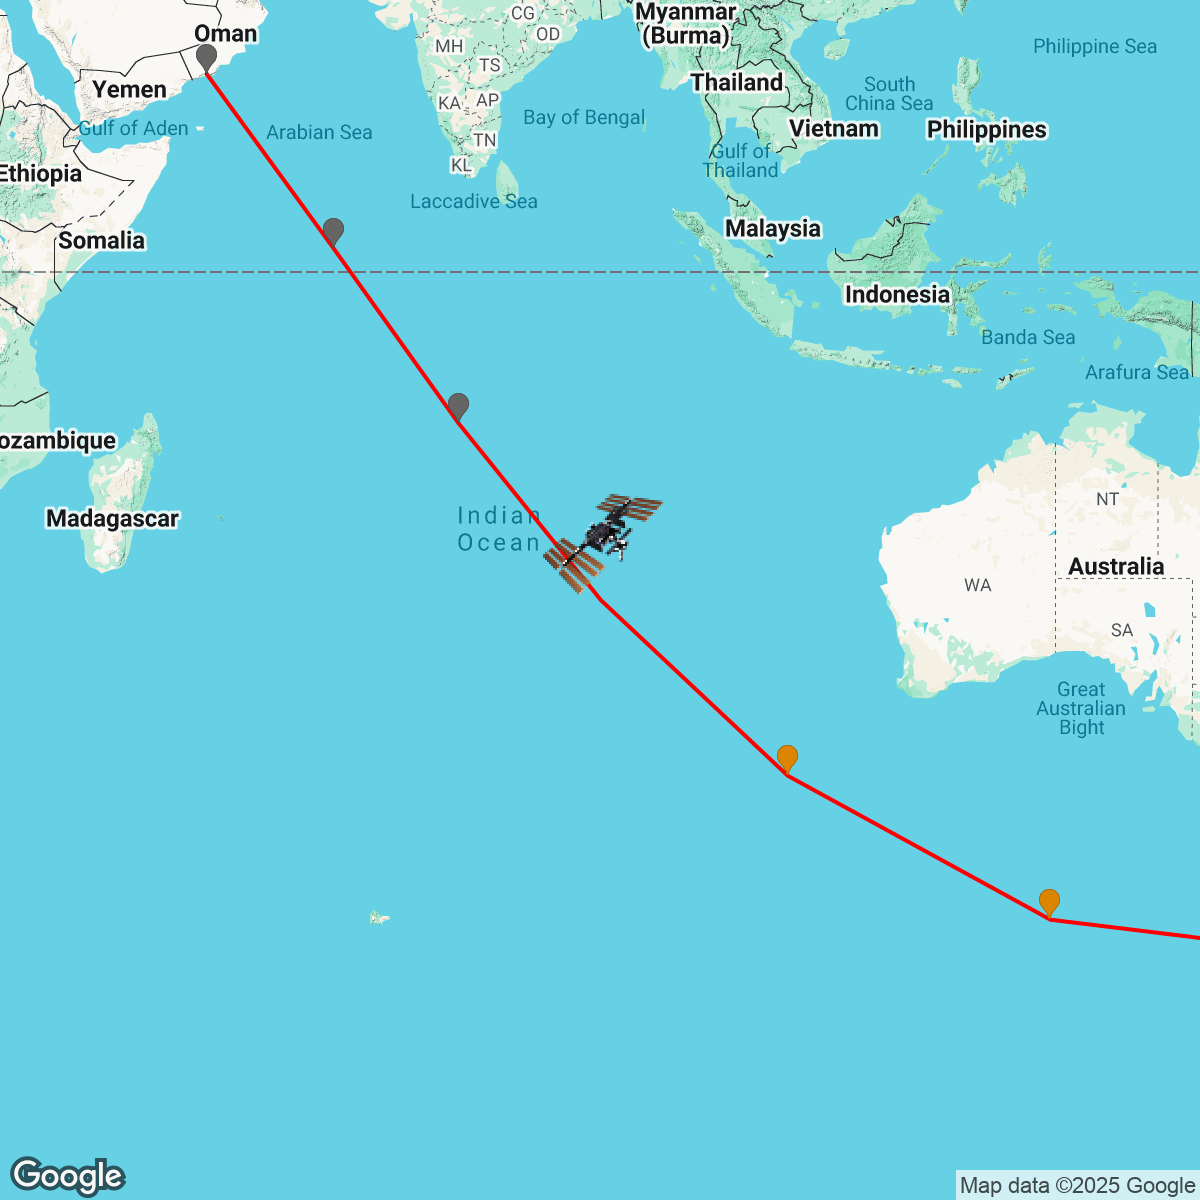 CG
Myanmar
(Burma)
Oman
OD
MH
Philippine Sea
TS
Thailand
South
China Sea
Yemen
KA
AP
Bay of Bengal
Gulf of Aden
Arabian Sea
Vietnam
Philippines
TN
Gulf of
Thailand
KL
Ethiopia
Laccadive Sea
Malaysia
Somalia
Indonesia
Banda Sea
Arafura Sea
ozambique
NT
Madagascar
Indian
Ocean
Australia
WA
SA
Great
Australian
Bight
Google
Map data ©2025 Google